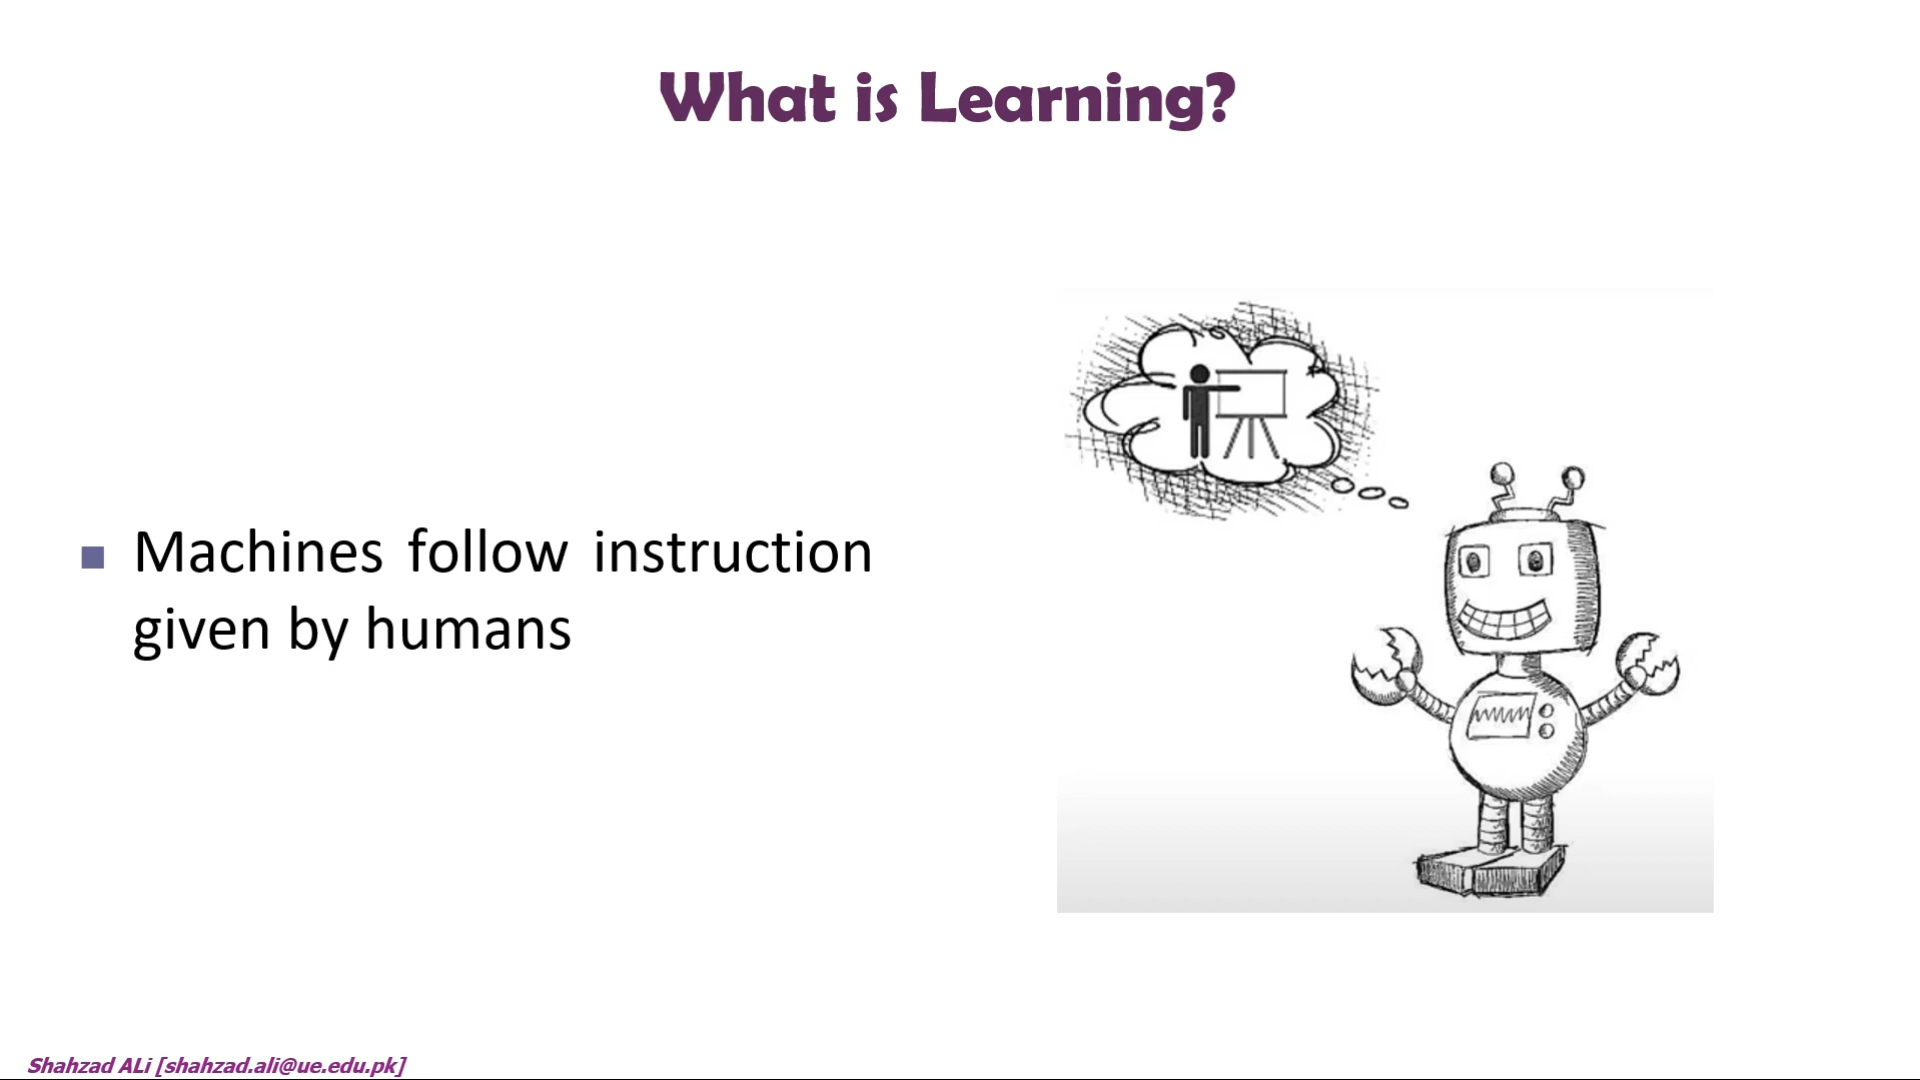 What is Learning?
Machines follow instruction
given by humans
Shahzad ALi [shahzad.ali@ue.edu.pk]